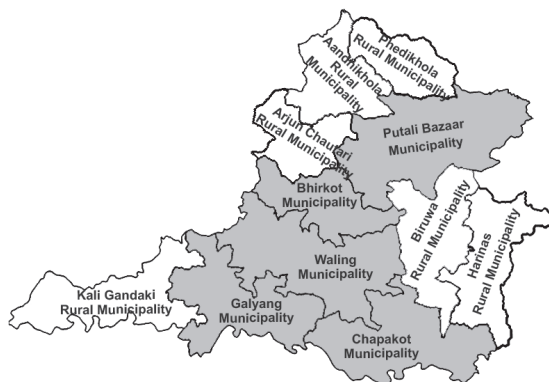 Phedikhola
Rural Municipality
Aandhikhola
Rural
Municipality
Arjun Chautari
Rural Municipality
Putali Bazaar
Municipality
Bhirkot
Municipality
Biruwa
Rural Municipality
Harinas
Rural Municipality
Waling
Municipality
Kali Gandaki
Rural Municipality
Galyang
Municipality
Chapakot
Municipality